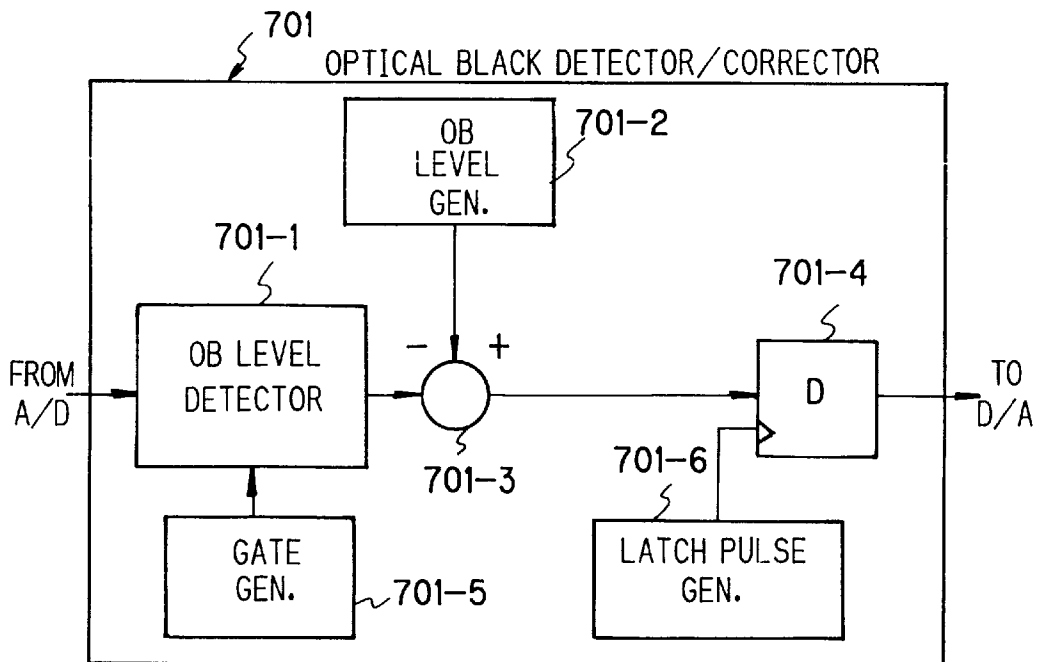 701
OPTICAL BLACK DETECTOR/CORRECTOR
OB
LEVEL
GEN.
701-2
701-1
OB LEVEL
DETECTOR
FROM
A/D
- +
701-3
701-4
D
TO
D/A
GATE
GEN.
701-5
701-6
LATCH PULSE
GEN.